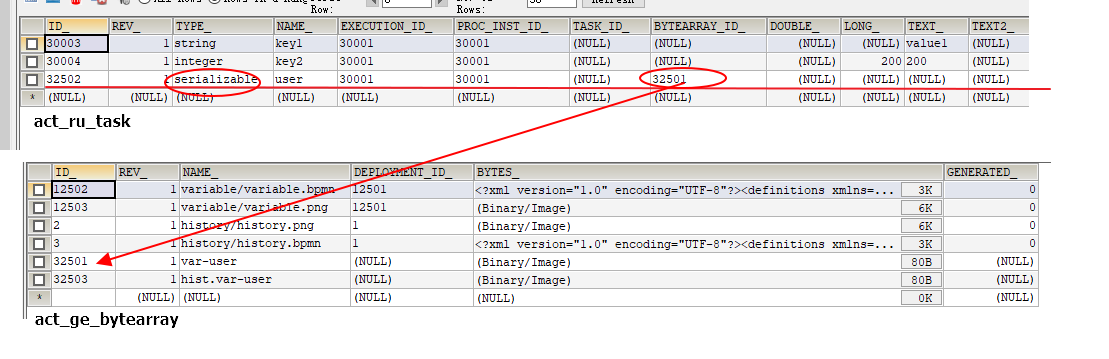 Row: Rows: Refresh
ID_ REV_ TYPE_ NAME_ EXECUTION_ID_ PROC_INST_ID_ TASK_ID_ BYTEARRAY_ID_ DOUBLE_ LONG_ TEXT_ TEXT2_
30003 1 string key1 30001 30001 (NULL) (NULL) (NULL) (NULL) value1 (NULL)
30004 1 integer key2 30001 30001 (NULL) (NULL) (NULL) 200 200 (NULL)
32502 1 serializable user 30001 30001 (NULL) 32501 (NULL) (NULL) (NULL) (NULL)
* (NULL) (NULL) (NULL) (NULL) (NULL) (NULL) (NULL) (NULL) (NULL) (NULL) (NULL) (NULL)
act_ru_task
ID_ REV_ NAME_ DEPLOYMENT_ID_ BYTES_ GENERATED_
12502 1 variable/variable.bpmn 12501 <?xml version="1.0" encoding="UTF-8"?><definitions xmlns=... 3K 0
12503 1 variable/variable.png 12501 (Binary/Image) 6K 0
2 1 history/history.png 1 (Binary/Image) 6K 0
3 1 history/history.bpmn 1 <?xml version="1.0" encoding="UTF-8"?><definitions xmlns=... 3K 0
32501 1 var-user (NULL) (Binary/Image) 80B (NULL)
32503 1 hist.var-user (NULL) (Binary/Image) 80B (NULL)
* (NULL) (NULL) (NULL) (NULL) 0K (NULL)
act_ge_bytearray